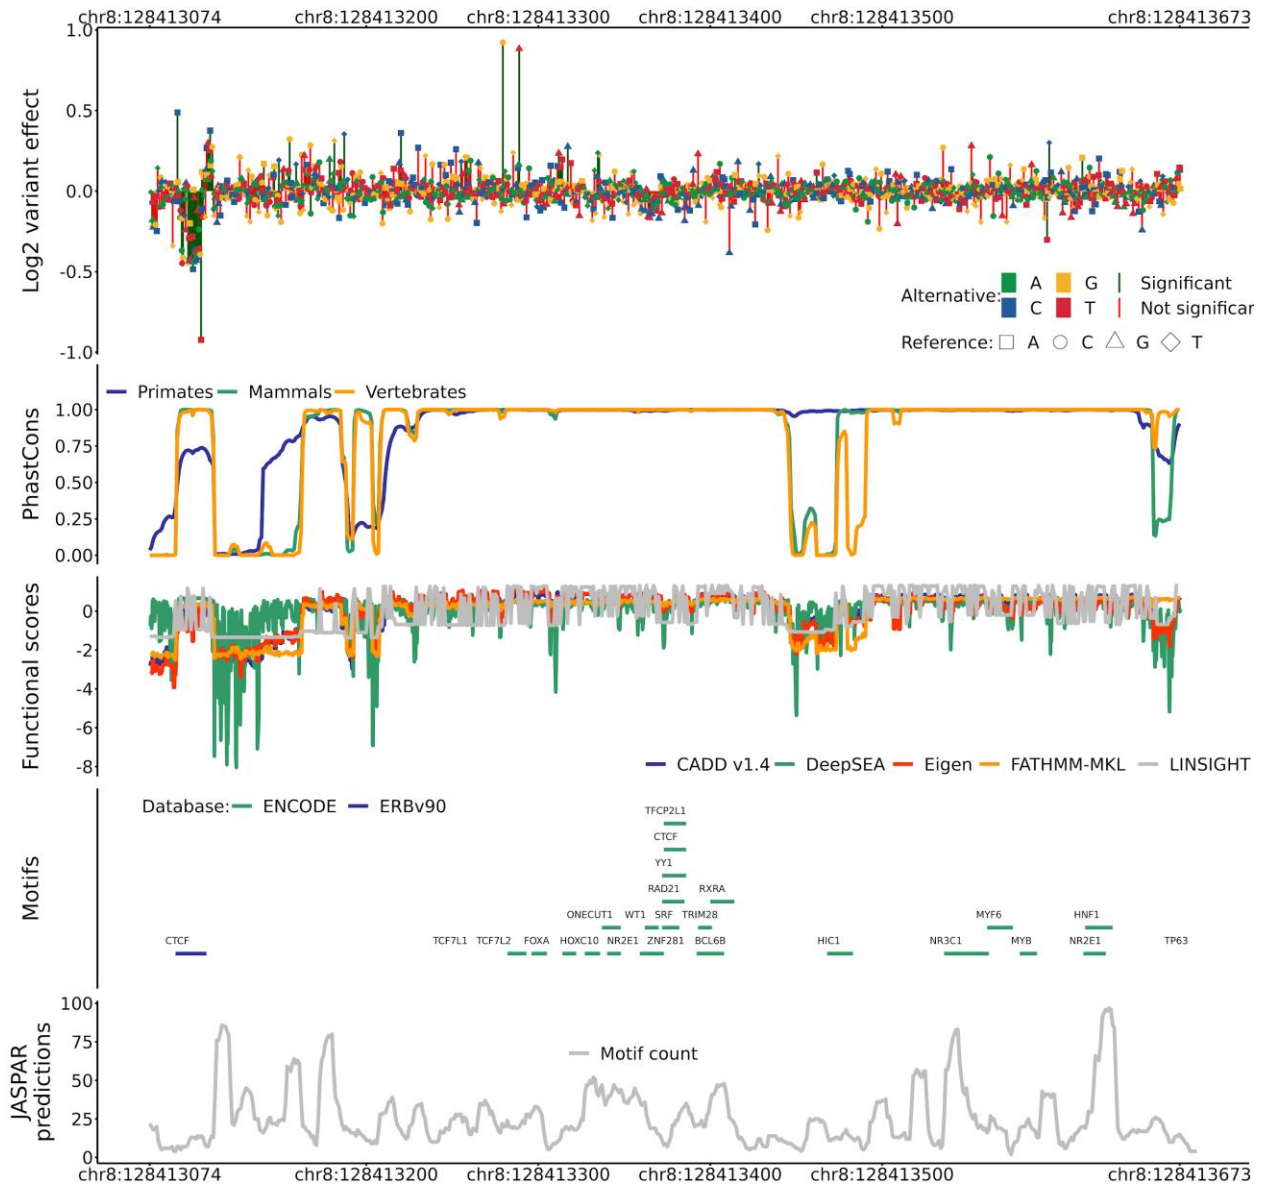 chr8:128413074 chr8:128413200 chr8:128413300 chr8:128413400 chr8:128413500 chr8:128413673
Log2 variant effect
1.0
0.5
0.0
-0.5
-1.0
Alternative: A G Significant
C T Not significar
Reference: A C G T
PhastCons
Primates Mammals Vertebrates
1.00
0.75
0.50
0.25
0.00
Functional scores
0
-2
-4
-6
-8
CADD v1.4 DeepSEA Eigen FATHMM-MKL LINSIGHT
Motifs
Database: ENCODE ERBv90
TFCP2L1
CTCF
YY1
RAD21 RXRA
ONECUT1 WT1 SRF TRIM28 MYF6 HNF1
CTCF TCF7L1 TCF7L2 FOXA HOXC10 NR2E1 ZNF281 BCL6B HIC1 NR3C1 MYB NR2E1 TP63
JASPAR
predictions
100
75
50
25
0
Motif count
chr8:128413074 chr8:128413200 chr8:128413300 chr8:128413400 chr8:128413500 chr8:128413673